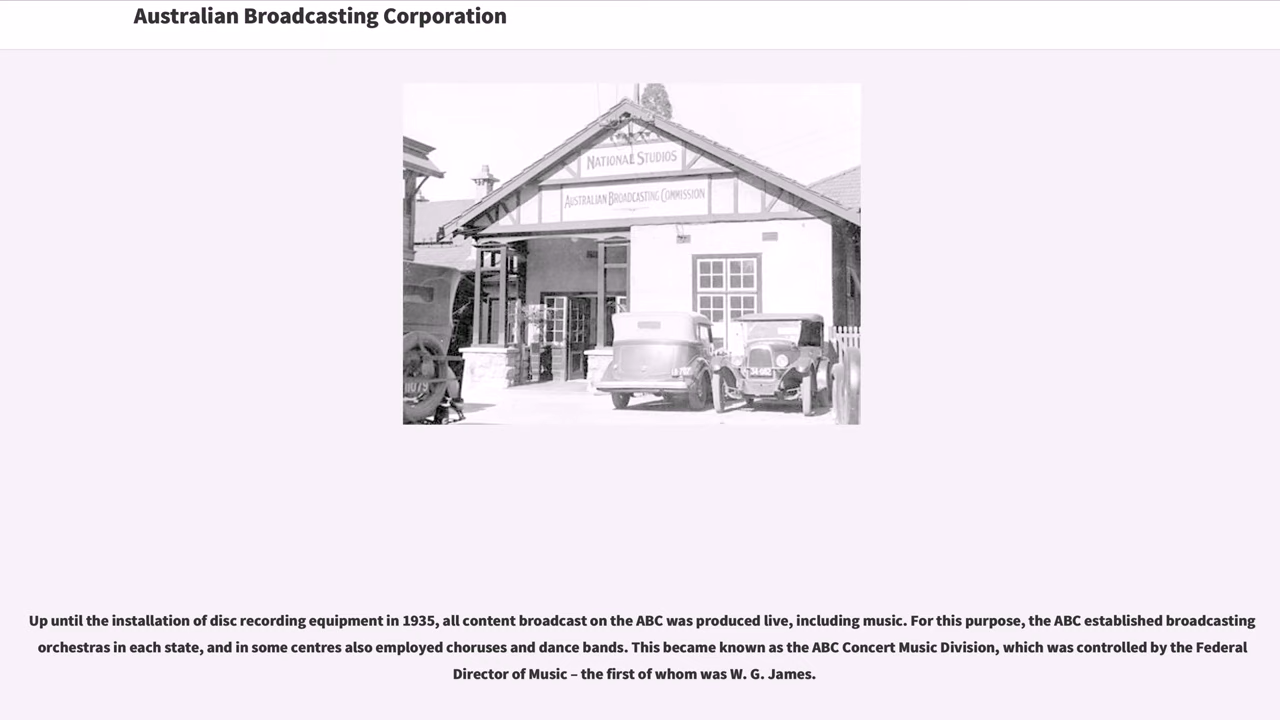 Australian Broadcasting Corporation
NATIONAL STUDIOS
AUSTRALIAN BROADCASTING COMMISSION
Up until the installation of disc recording equipment in 1935, all content broadcast on the ABC was produced live, including music. For this purpose, the ABC established broadcasting
orchestras in each state, and in some centres also employed choruses and dance bands. This became known as the ABC Concert Music Division, which was controlled by the Federal
Director of Music – the first of whom was W. G. James.